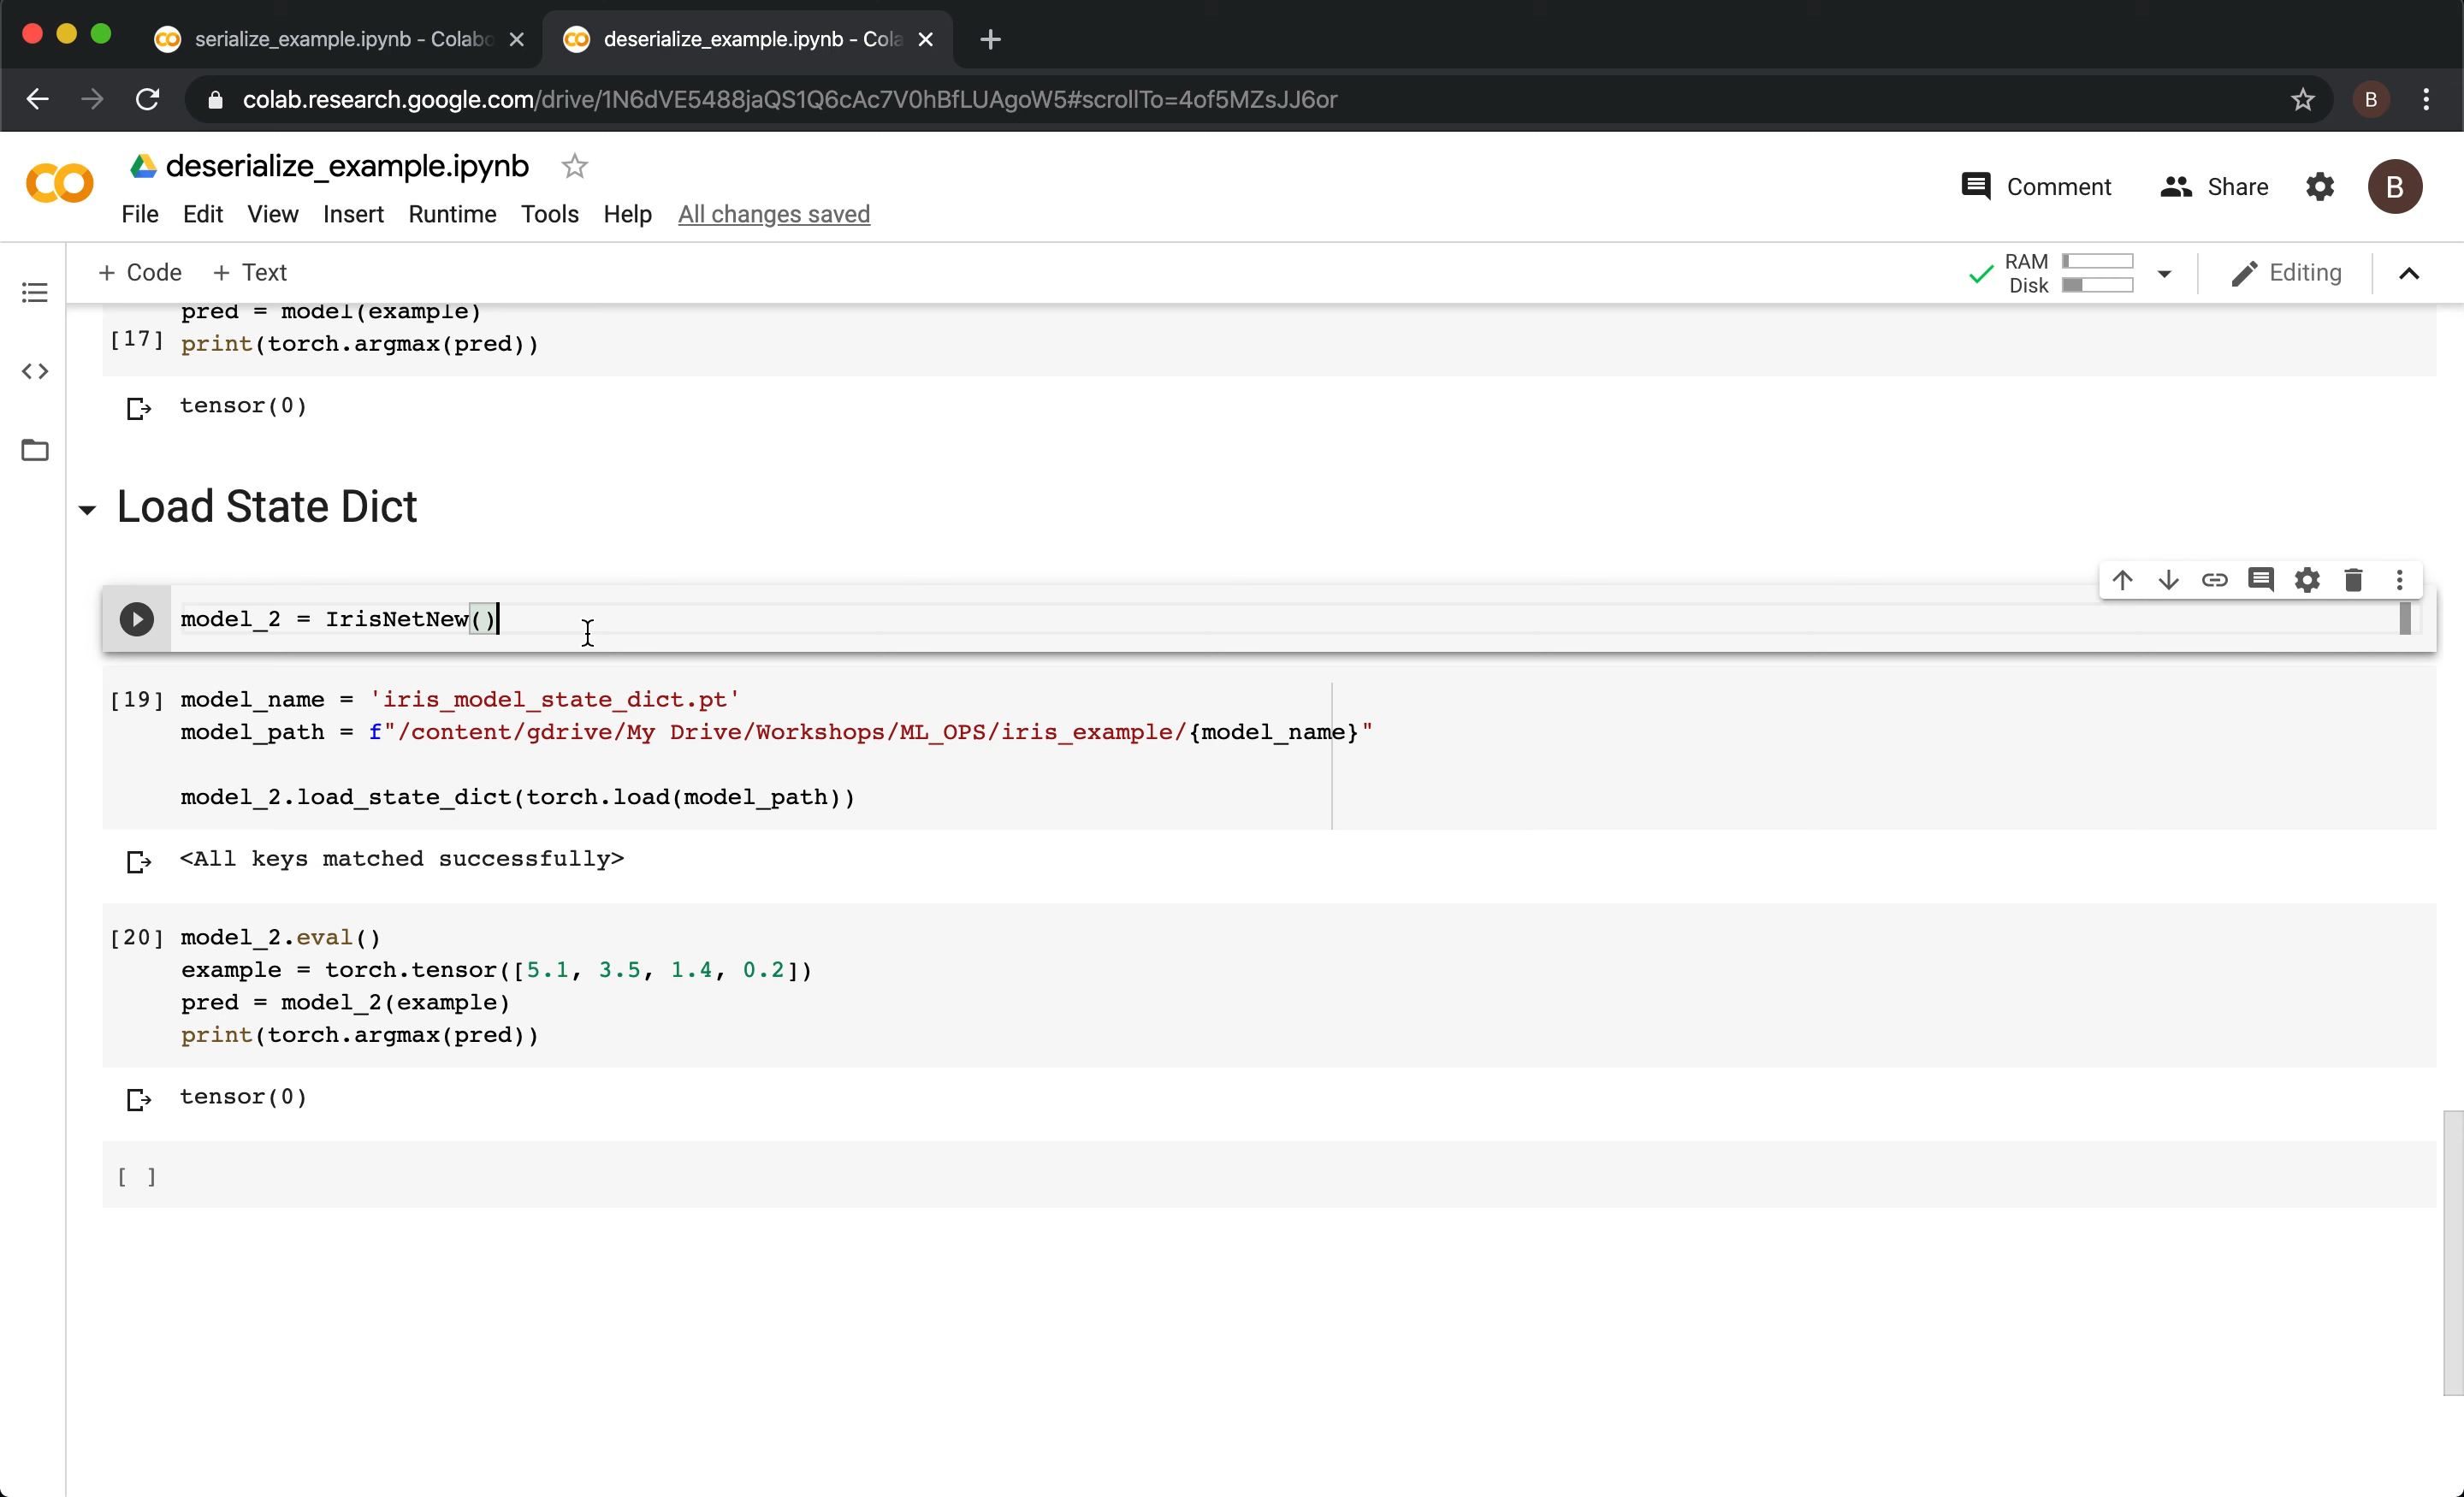 serialize_example.ipynb - Colabo
deserialize_example.ipynb - Cola
colab.research.google.com/drive/1N6dVE5488jaQS1Q6cAc7V0hBfLUAgoW5#scrollTo=4of5MZsJJ6or
B
deserialize_example.ipynb
Comment
Share
B
File Edit View Insert Runtime Tools Help All changes saved
+ Code + Text
RAM
Disk
Editing
pred = model(example)
[17] print(torch.argmax(pred))
tensor(0)
Load State Dict
model_2 = IrisNetNew()
[19] model_name = 'iris_model_state_dict.pt'
model_path = f"/content/gdrive/My Drive/Workshops/ML_OPS/iris_example/{model_name}"
model_2.load_state_dict(torch.load(model_path))
<All keys matched successfully>
[20] model_2.eval()
example = torch.tensor([5.1, 3.5, 1.4, 0.2])
pred = model_2(example)
print(torch.argmax(pred))
tensor(0)
[ ]